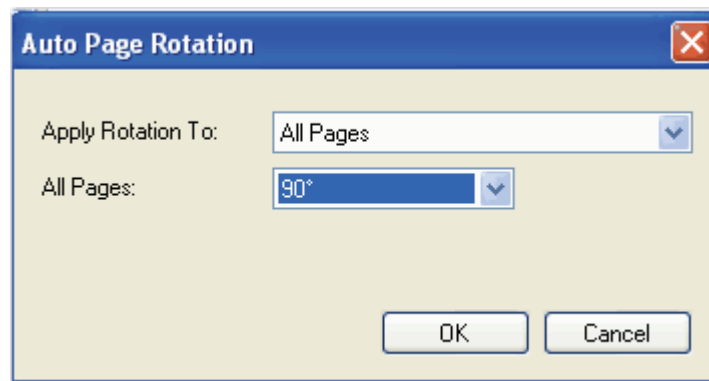 Auto Page Rotation
Apply Rotation To: All Pages
All Pages: 90°
OK Cancel